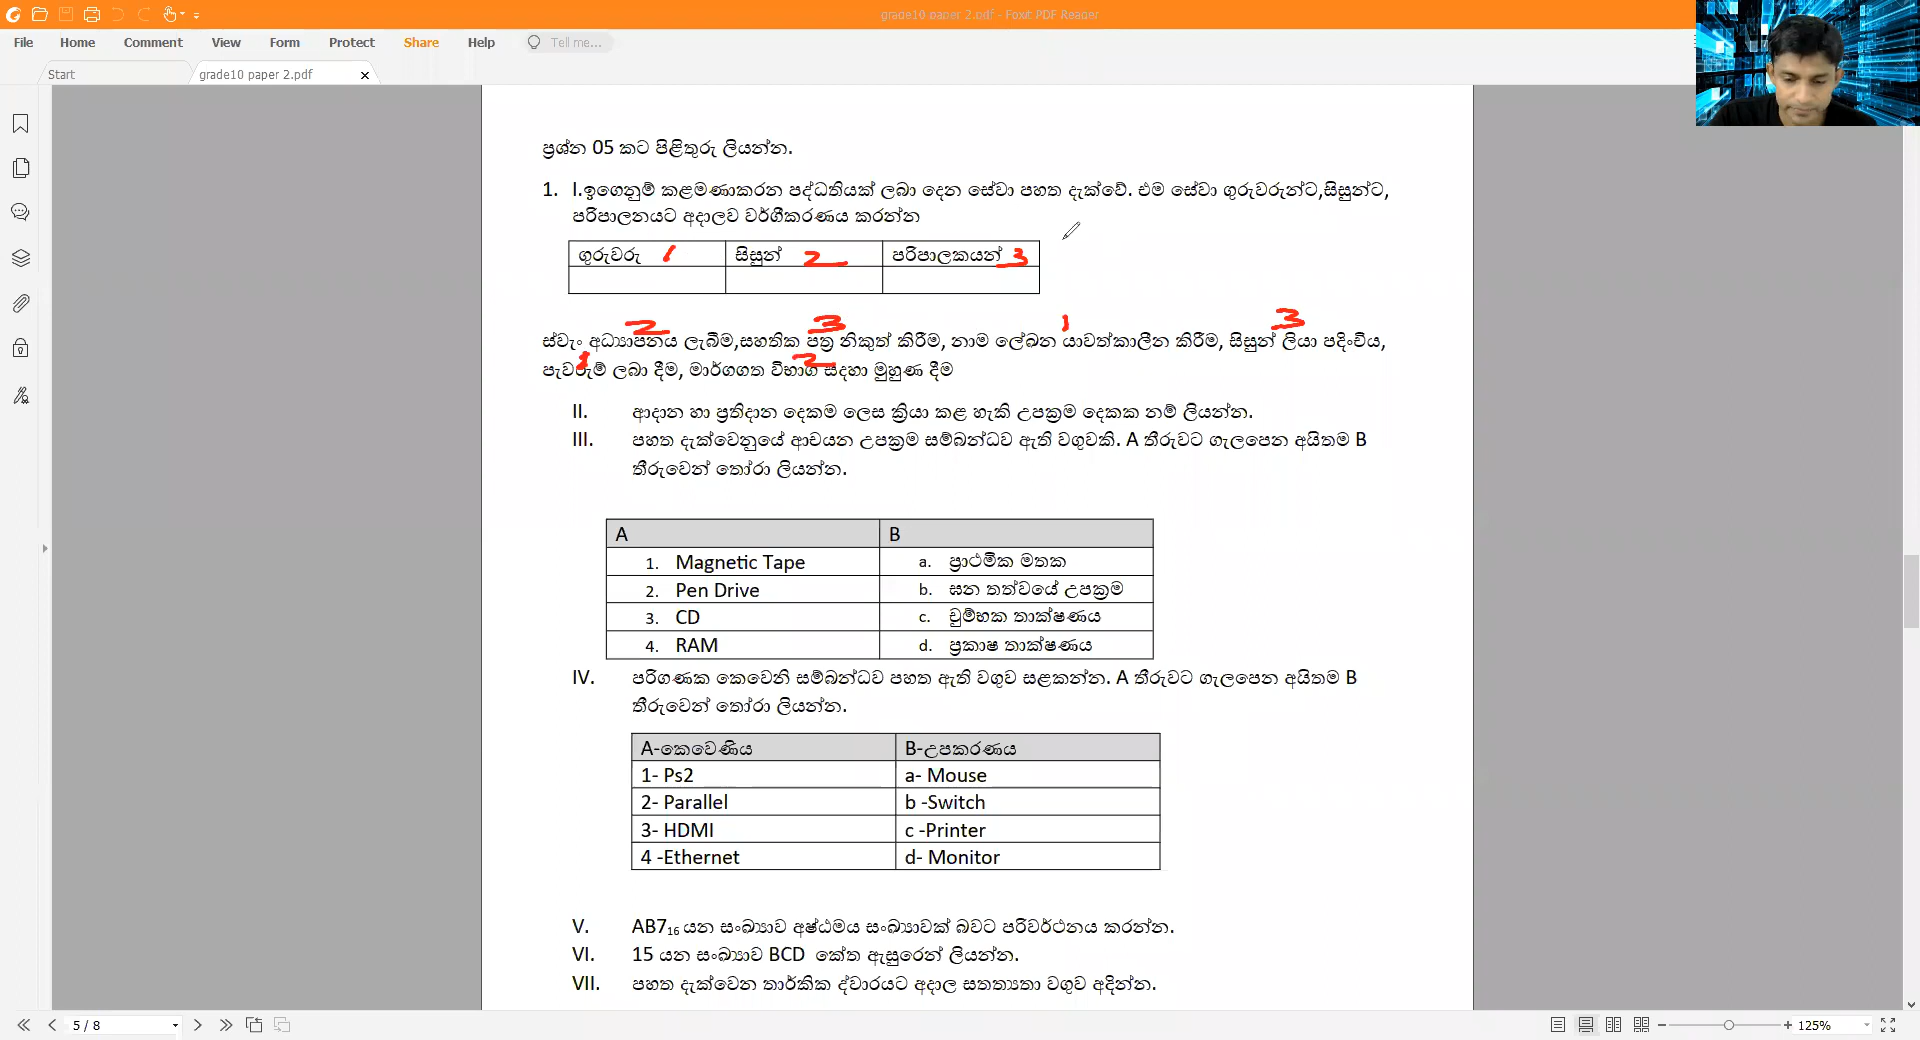 grade10 paper 2.pdf - Foxit PDF Reader
File Home Comment View Form Protect Share Help Tell me...
Start grade10 paper 2.pdf
ප්‍රශ්න 05 කට පිළිතුරු ලියන්න.
1. I.ඉගෙනුම් කළමණාකරන පද්ධතියක් ලබා දෙන සේවා පහත දැක්වේ. එම සේවා ගුරුවරුන්ට,සිසුන්ට,
පරිපාලනයට අදාලව වර්ගීකරණය කරන්න
ගුරුවරු 1 සිසුන් 2 පරිපාලකයන් 3
2 3 1 3
ස්වැං අධ්‍යාපනය ලැබීම,සහතික පත්‍ර නිකුත් කිරීම, නාම ලේඛන යාවත්කාලීන කිරීම, සිසුන් ලියා පදිංචිය,
1 2
පැවරුම් ලබා දීම, මාර්ගගත විභාග සඳහා මුහුණ දීම
II. ආදාන හා ප්‍රතිදාන දෙකම ලෙස ක්‍රියා කළ හැකි උපක්‍රම දෙකක නම් ලියන්න.
III. පහත දැක්වෙනුයේ ආචයන උපක්‍රම සම්බන්ධව ඇති වගුවකි. A තීරුවට ගැලපෙන අයිතම B
තීරුවෙන් තෝරා ලියන්න.
A B
1. Magnetic Tape a. ප්‍රාථමික මතක
2. Pen Drive b. ඝන තත්වයේ උපක්‍රම
3. CD c. චුම්භක තාක්ෂණය
4. RAM d. ප්‍රකාෂ තාක්ෂණය
IV. පරිගණක කෙවෙනි සම්බන්ධව පහත ඇති වගුව සළකන්න. A තීරුවට ගැලපෙන අයිතම B
තීරුවෙන් තෝරා ලියන්න.
A-කෙවෙණිය B-උපකරණය
1- Ps2 a- Mouse
2- Parallel b -Switch
3- HDMI c -Printer
4 -Ethernet d- Monitor
V. AB7₁₆ යන සංඛ්‍යාව අෂ්ඨමය සංඛ්‍යාවක් බවට පරිවර්ථනය කරන්න.
VI. 15 යන සංඛ්‍යාව BCD කේත ඇසුරෙන් ලියන්න.
VII. පහත දැක්වෙන තාර්කික ද්වාරයට අදාල සත්‍යතා වගුව අදින්න.
5 / 8 125%